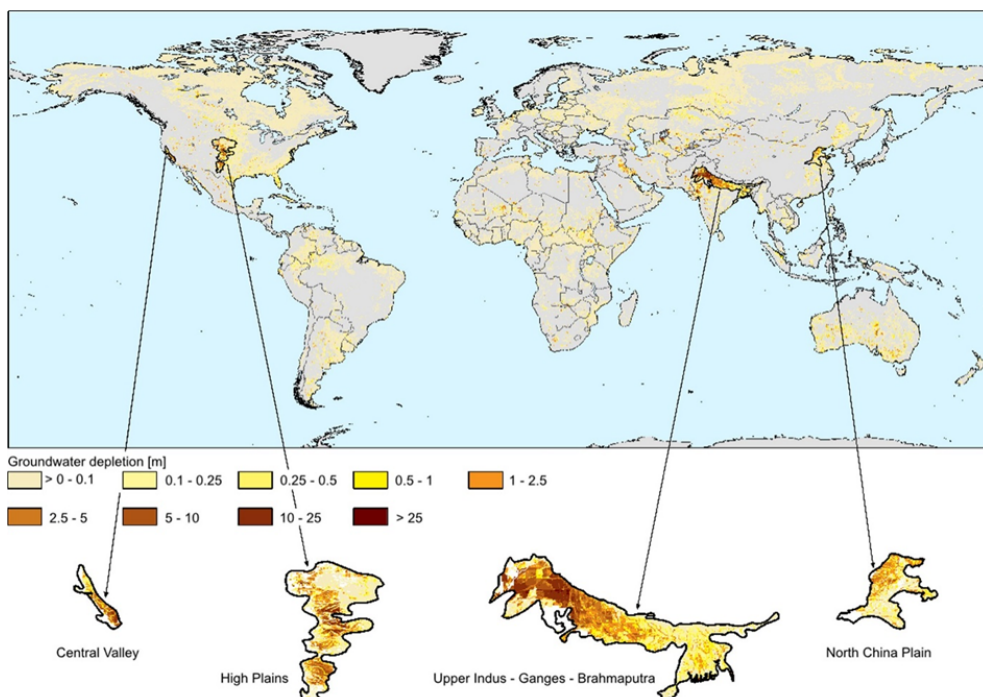 Groundwater depletion [m]
> 0 - 0.1
0.1 - 0.25
0.25 - 0.5
0.5 - 1
1 - 2.5
2.5 - 5
5 - 10
10 - 25
> 25
Central Valley
High Plains
Upper Indus - Ganges - Brahmaputra
North China Plain